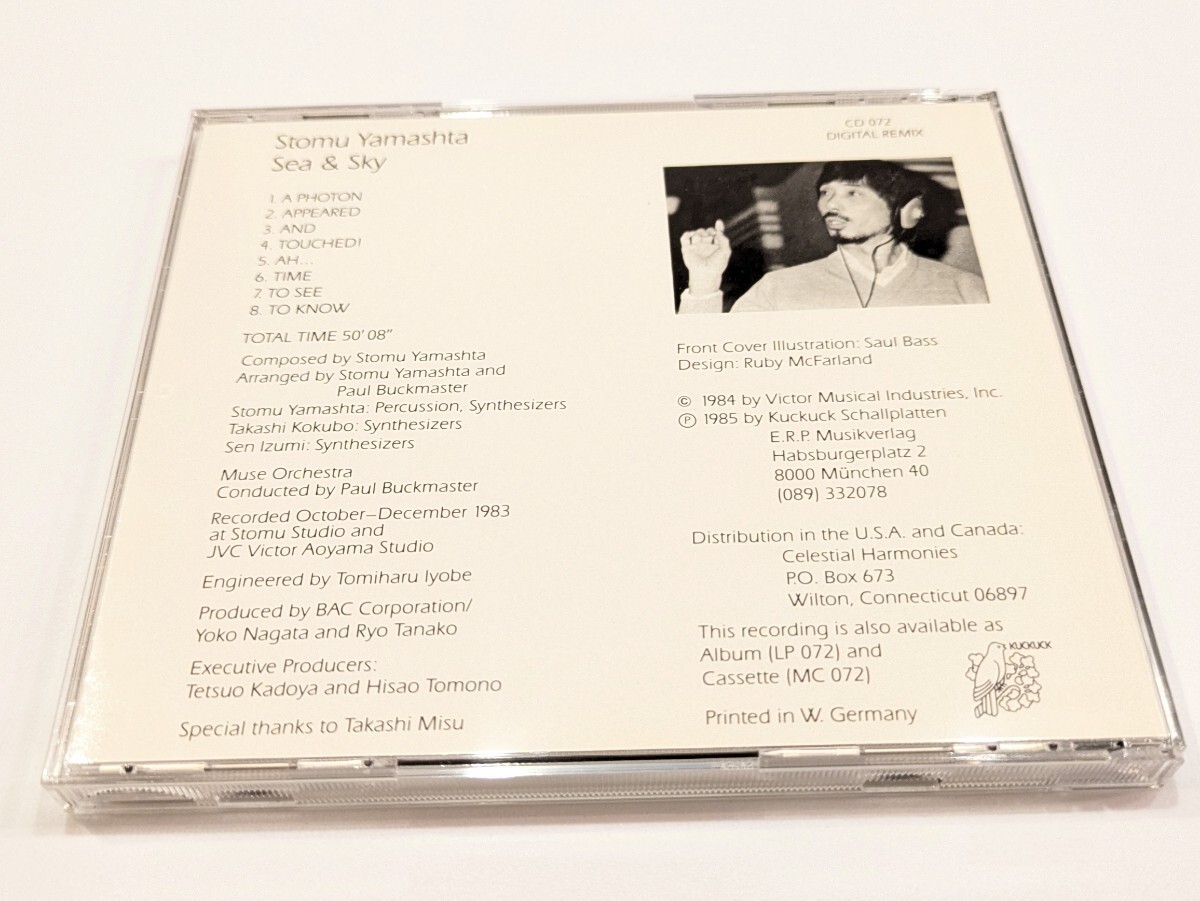 Stomu Yamashta
Sea & Sky
1. A PHOTON
2. APPEARED
3. AND
4. TOUCHED!
5. AH...
6. TIME
7. TO SEE
8. TO KNOW
TOTAL TIME 50'08"
Composed by Stomu Yamashta
Arranged by Stomu Yamashta and
Paul Buckmaster
Stomu Yamashta: Percussion, Synthesizers
Takashi Kokubo: Synthesizers
Sen Izumi: Synthesizers
Muse Orchestra
Conducted by Paul Buckmaster
Recorded October–December 1983
at Stomu Studio and
JVC Victor Aoyama Studio
Engineered by Tomiharu Iyobe
Produced by BAC Corporation/
Yoko Nagata and Ryo Tanako
Executive Producers:
Tetsuo Kadoya and Hisao Tomono
Special thanks to Takashi Misu
CD 072
DIGITAL REMIX
Front Cover Illustration: Saul Bass
Design: Ruby McFarland
© 1984 by Victor Musical Industries, Inc.
℗ 1985 by Kuckuck Schallplatten
E.R.P. Musikverlag
Habsburgerplatz 2
8000 München 40
(089) 332078
Distribution in the U.S.A. and Canada:
Celestial Harmonies
P.O. Box 673
Wilton, Connecticut 06897
This recording is also available as
Album (LP 072) and
Cassette (MC 072)
KUCKUCK
Printed in W. Germany